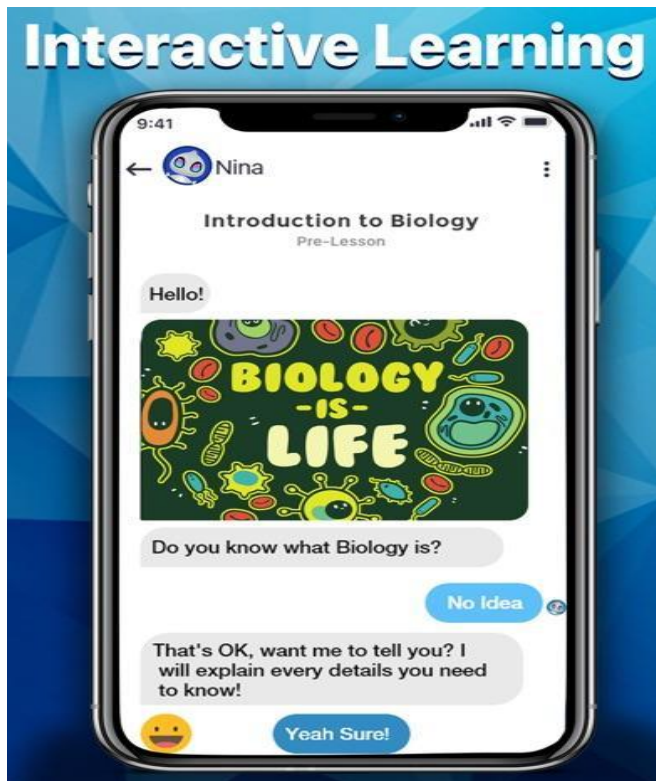 Interactive Learning
9:41
Nina
Introduction to Biology
Pre-Lesson
Hello!
BIOLOGY
-IS-
LIFE
Do you know what Biology is?
No Idea
That's OK, want me to tell you? I
will explain every details you need
to know!
Yeah Sure!